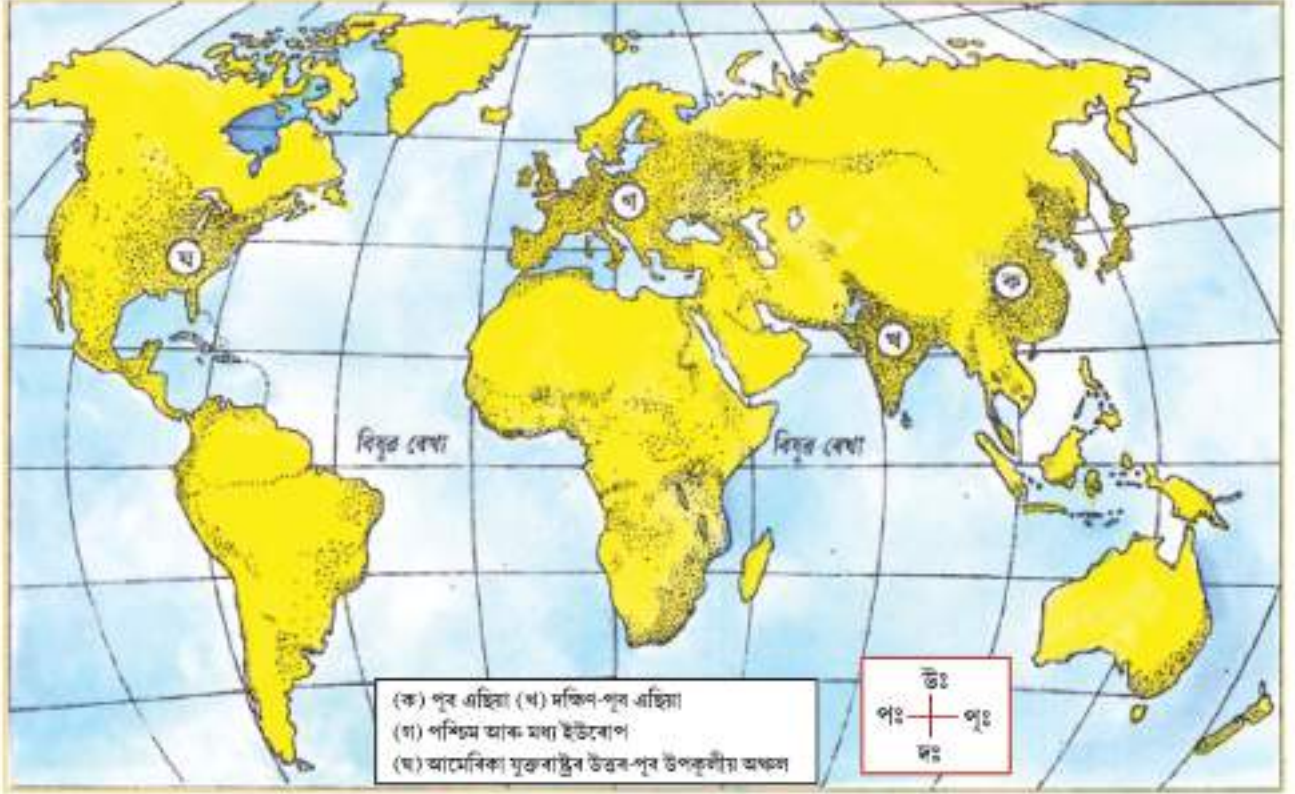 গ
ঘ
ক
খ
বিষুৱ ৰেখা
বিষুৱ ৰেখা
(ক) পূব এছিয়া (খ) দক্ষিণ-পূব এছিয়া
(গ) পশ্চিম আৰু মধ্য ইউৰোপ
(ঘ) আমেৰিকা যুক্তৰাষ্ট্ৰৰ উত্তৰ-পূব উপকূলীয় অঞ্চল
উঃ
পঃ পূঃ
দঃ